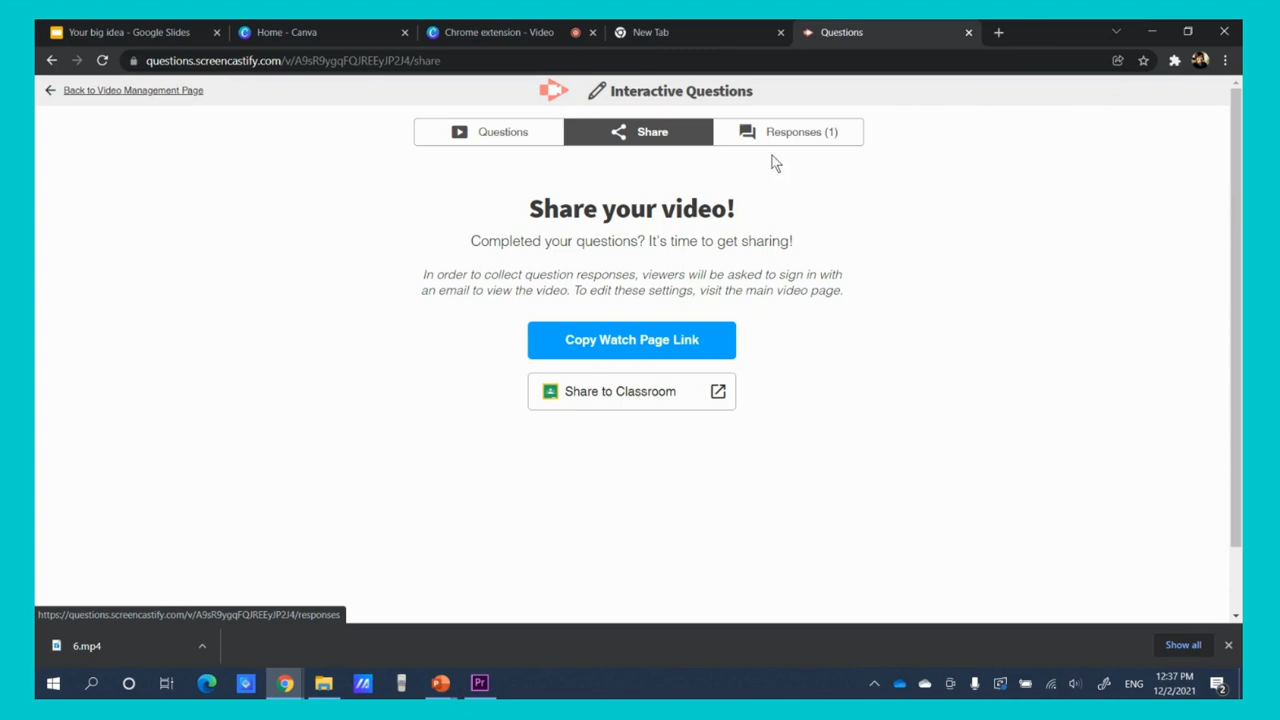 Your big idea - Google Slides
Home - Canva
Chrome extension - Video
New Tab
Questions
questions.screencastify.com/v/A9sR9ygqFQJREEyJP2J4/share
Back to Video Management Page
Interactive Questions
Questions
Share
Responses (1)
Share your video!
Completed your questions? It's time to get sharing!
In order to collect question responses, viewers will be asked to sign in with
an email to view the video. To edit these settings, visit the main video page.
Copy Watch Page Link
Share to Classroom
https://questions.screencastify.com/v/A9sR9ygqFQJREEyJP2J4/responses
6.mp4
Show all
Pr
ENG
12:37 PM
12/2/2021
2